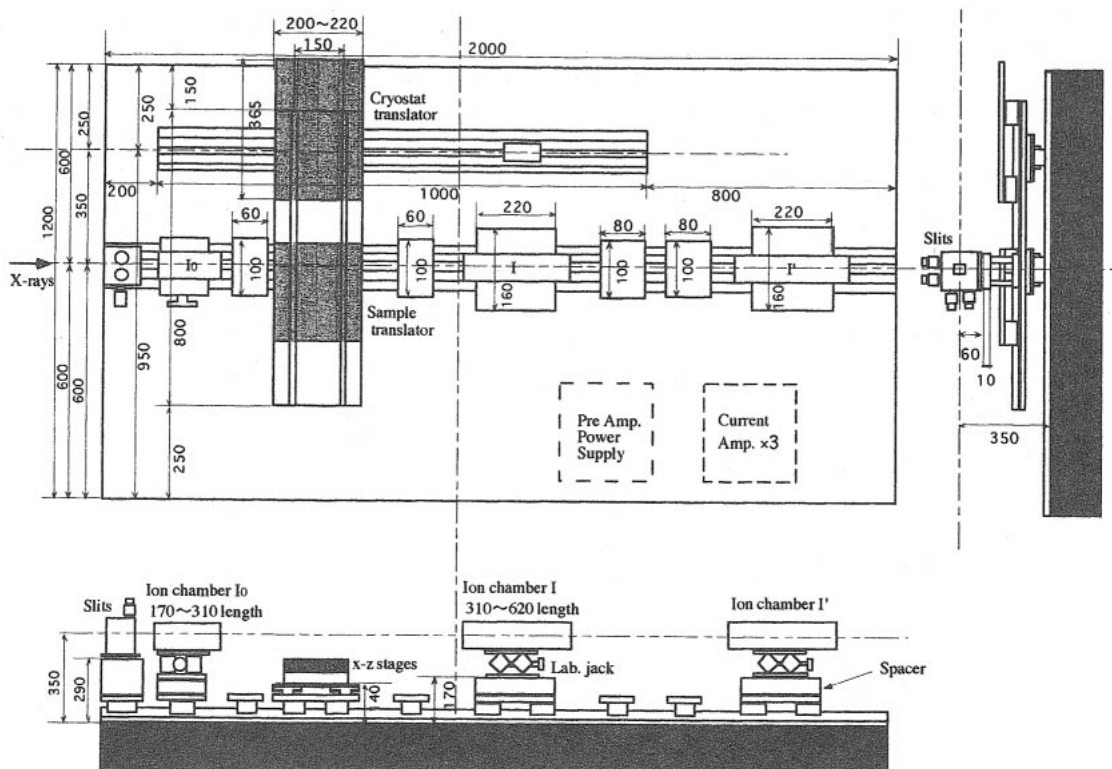 200～220
150
2000
150
250
250
365
Cryostat
translator
600
350
1200
200
1000
800
60
60
220
80
80
220
Slits
X-rays
I0
100
100
I
160
100
100
I'
160
Sample
translator
800
950
600
600
250
60
10
350
Pre Amp.
Power
Supply
Current
Amp. ×3
Slits
Ion chamber I0
170～310 length
Ion chamber I
310～620 length
Ion chamber I'
x-z stages
Lab. jack
Spacer
350
290
40
170